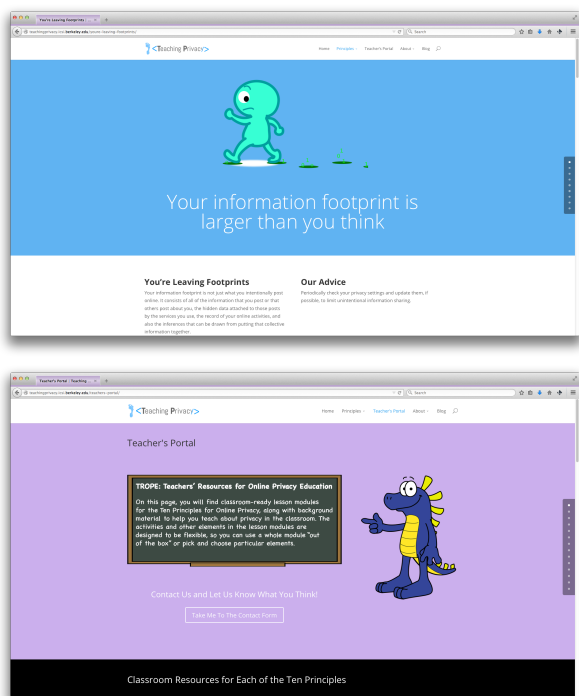 You're Leaving Footprints
teachingprivacy.icsi.berkeley.edu/youre-leaving-footprints/
Search
<Teaching Privacy>
Home Principles Teacher's Portal About Blog
Your information footprint is
larger than you think
You're Leaving Footprints
Your information footprint is not just what you intentionally post
online. It consists of all of the information that you post or that
others post about you, the hidden data attached to those posts
by the services you use, the record of your online activities, and
also the inferences that can be drawn from putting that collective
information together.
Our Advice
Periodically check your privacy settings and update them, if
possible, to limit unintentional information sharing.
Teacher's Portal - Teaching ...
teachingprivacy.icsi.berkeley.edu/teachers-portal/
Search
<Teaching Privacy>
Home Principles Teacher's Portal About Blog
Teacher's Portal
TROPE: Teachers' Resources for Online Privacy Education
On this page, you will find classroom-ready lesson modules
for the Ten Principles for Online Privacy, along with background
material to help you teach about privacy in the classroom. The
activities and other elements in the lesson modules are
designed to be flexible, so you can use a whole module "out
of the box" or pick and choose particular elements.
Contact Us and Let Us Know What You Think!
Take Me To The Contact Form
Classroom Resources for Each of the Ten Principles